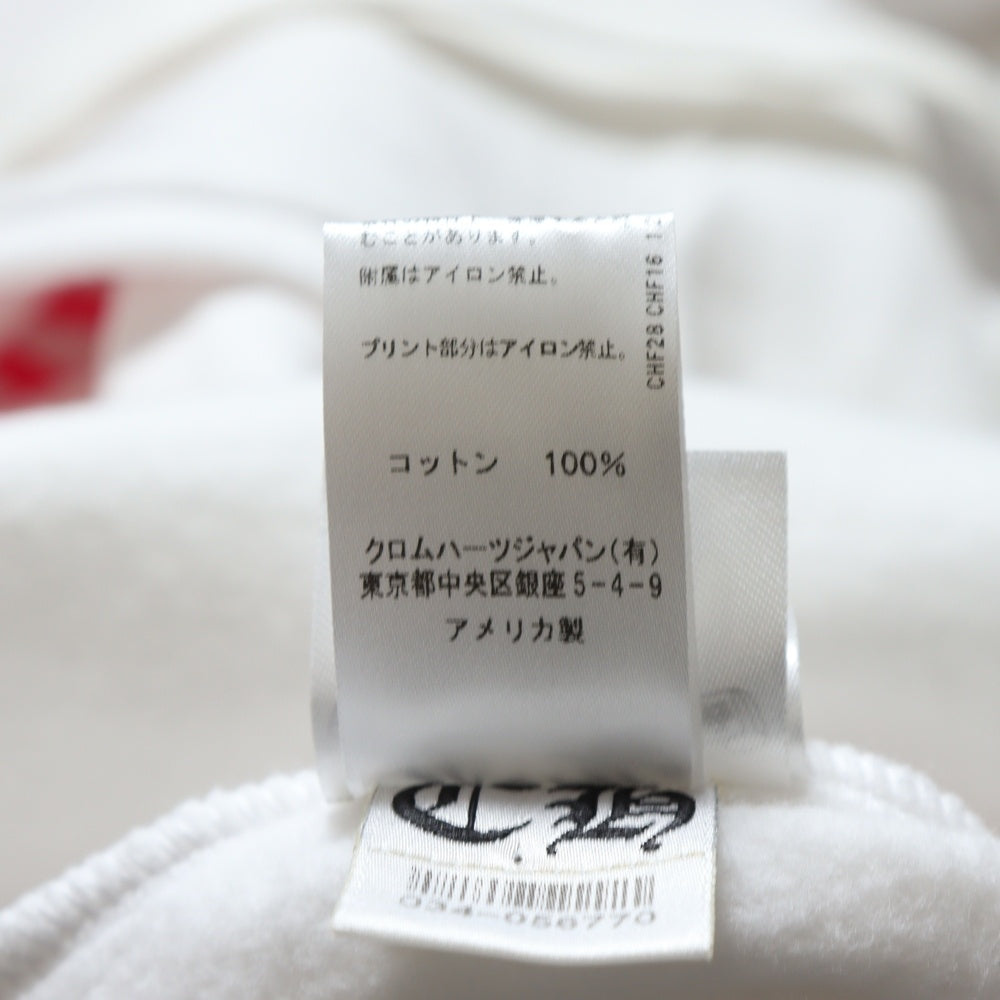 むことがあります。
附属はアイロン禁止。
プリント部分はアイロン禁止。
CHF28 CHF16
コットン 100%
クロムハーツジャパン(有)
東京都中央区銀座5-4-9
アメリカ製
034-056770